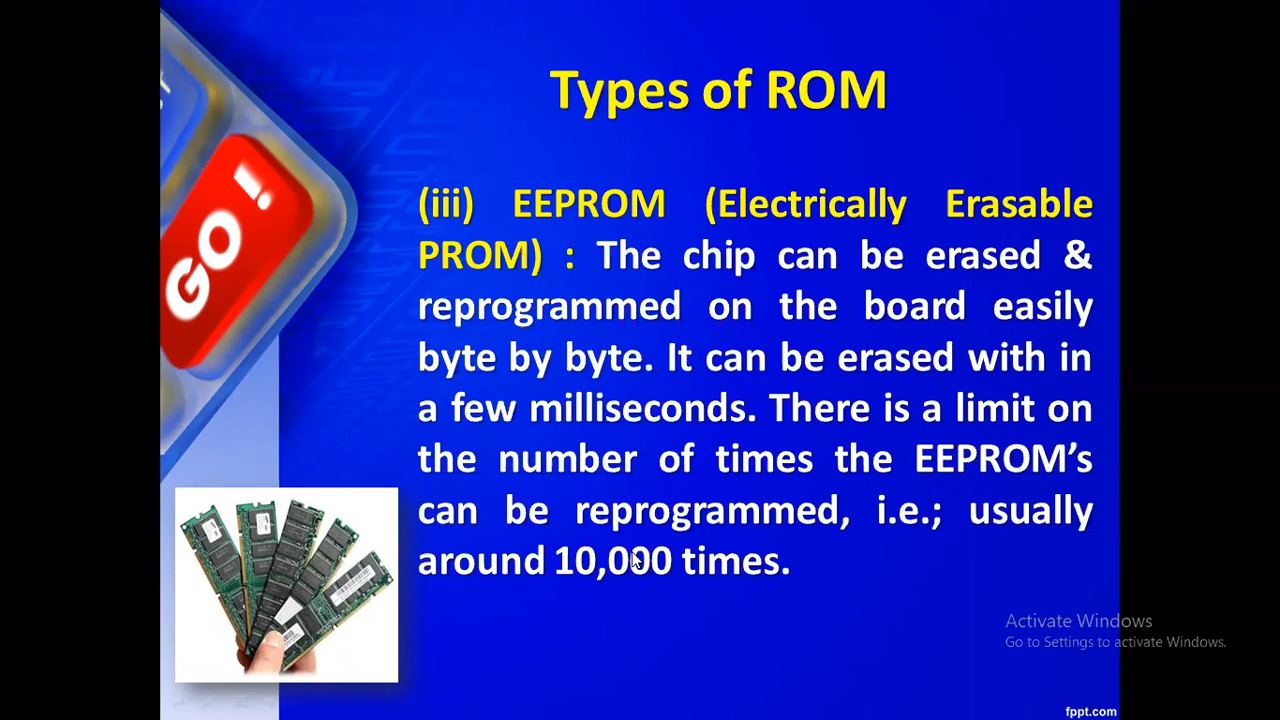 Types of ROM
GO !
(iii) EEPROM (Electrically Erasable
PROM) : The chip can be erased &
reprogrammed on the board easily
byte by byte. It can be erased with in
a few milliseconds. There is a limit on
the number of times the EEPROM’s
can be reprogrammed, i.e.; usually
around 10,000 times.
Activate Windows
Go to Settings to activate Windows.
fppt.com